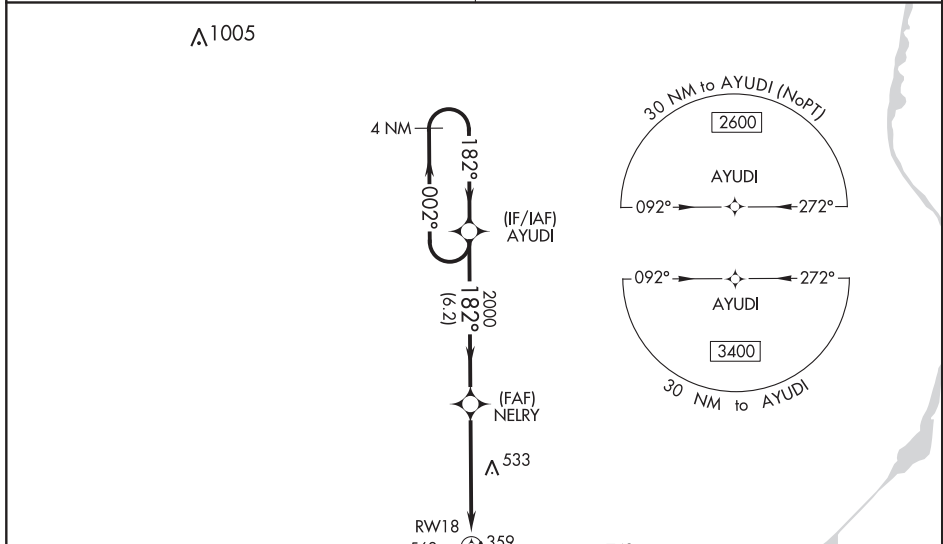 1005
30 NM to AYUDI (NoPT)
2600
4 NM
182°
AYUDI
002°
092°
272°
(IF/IAF)
AYUDI
092°
272°
AYUDI
2000
182°
(6.2)
3400
30 NM to AYUDI
(FAF)
NELRY
533
RW18
359